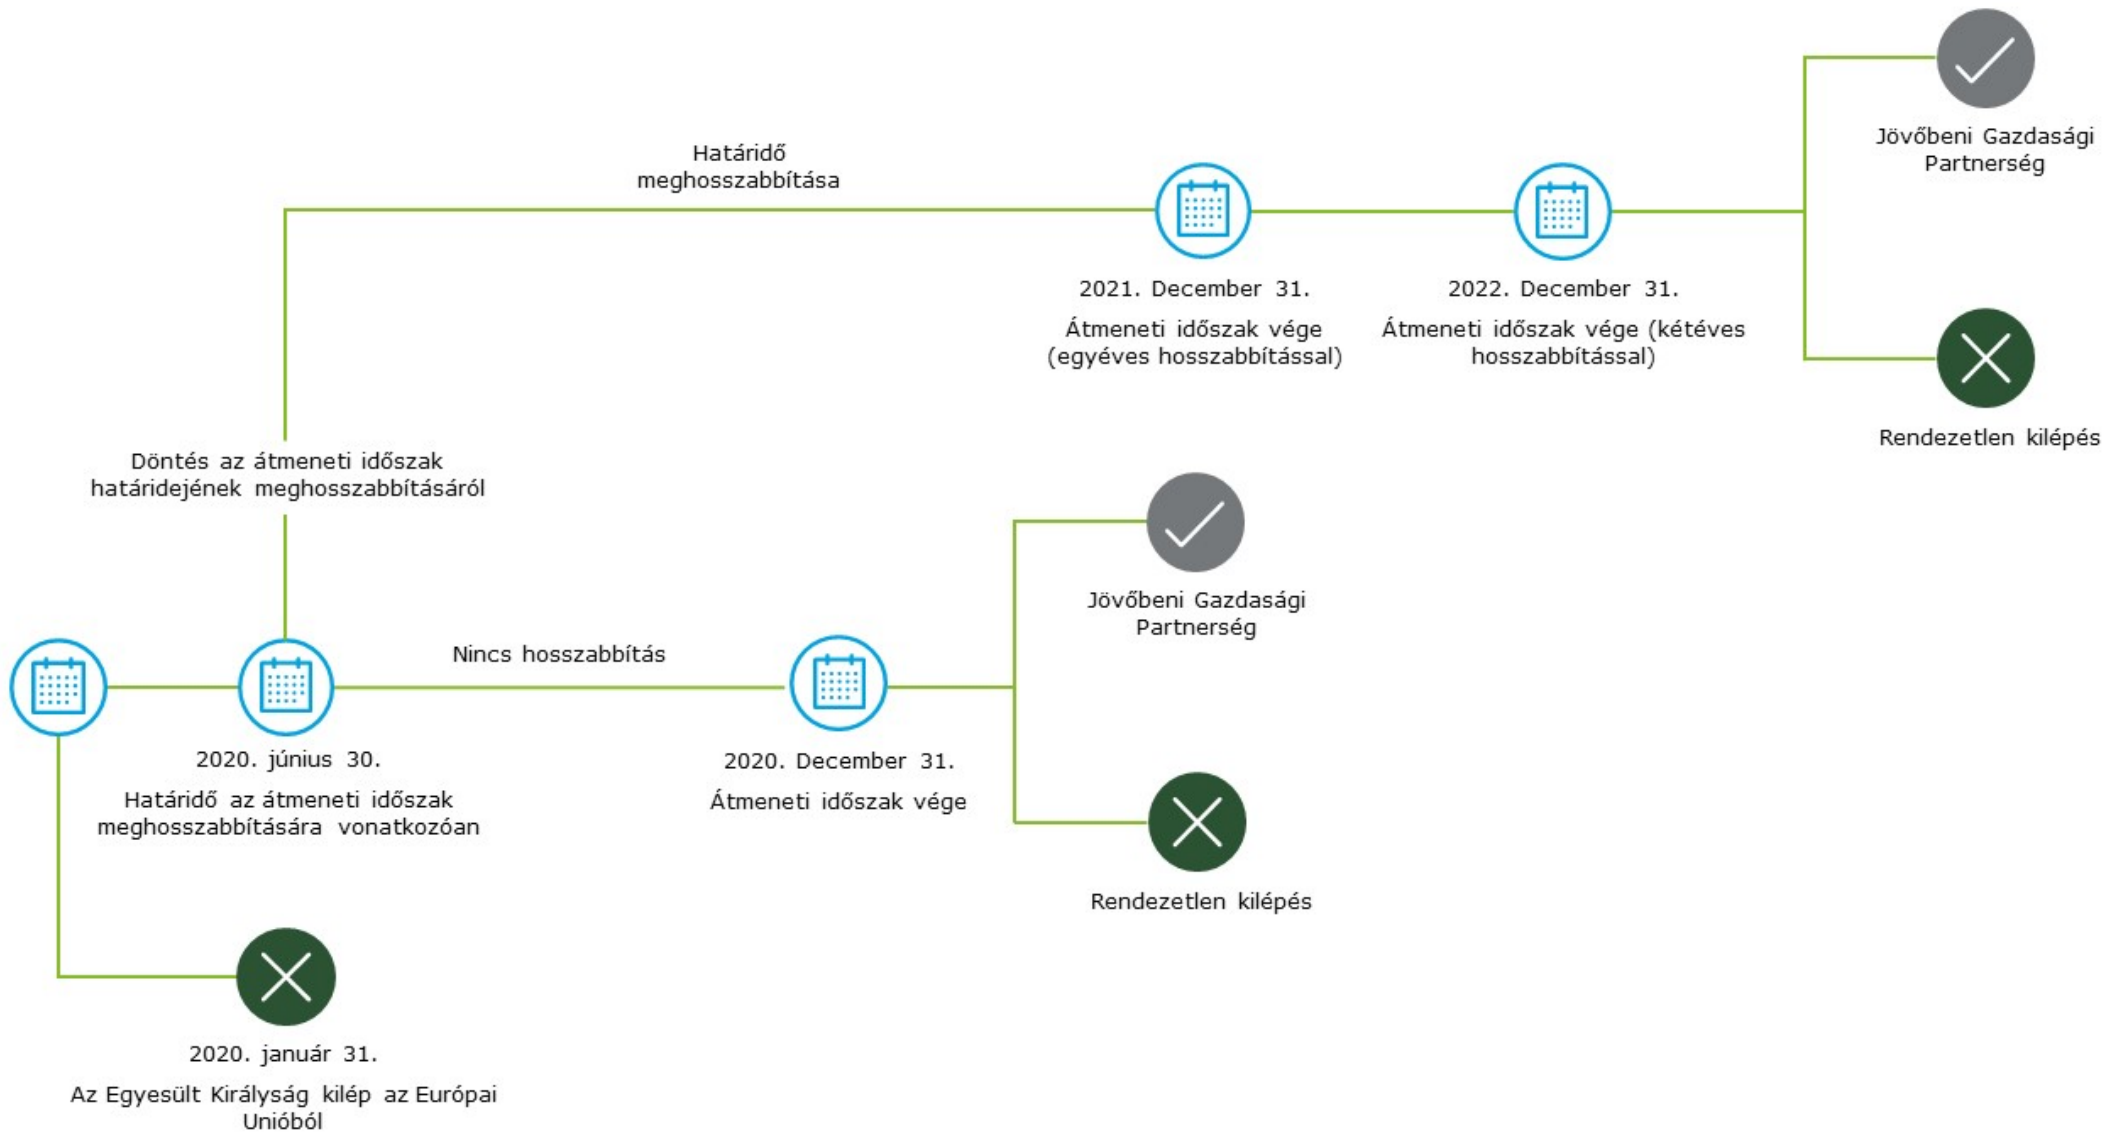 Jövőbeni Gazdasági
Partnerség
Határidő
meghosszabbítása
2021. December 31.
Átmeneti időszak vége
(egyéves hosszabbítással)
2022. December 31.
Átmeneti időszak vége (kétéves
hosszabbítással)
Rendezetlen kilépés
Döntés az átmeneti időszak
határidejének meghosszabbításáról
Jövőbeni Gazdasági
Partnerség
Nincs hosszabbítás
2020. június 30.
Határidő az átmeneti időszak
meghosszabbítására vonatkozóan
2020. December 31.
Átmeneti időszak vége
Rendezetlen kilépés
2020. január 31.
Az Egyesült Királyság kilép az Európai
Unióból